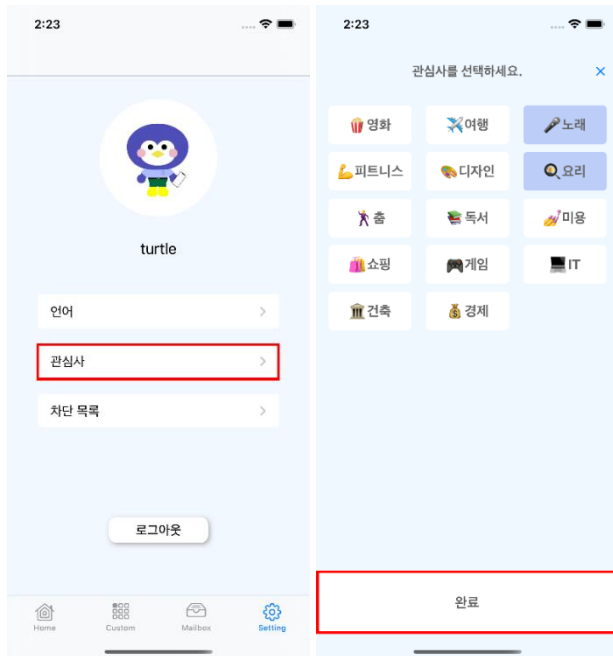 2:23
turtle
언어
관심사
차단 목록
로그아웃
Home
Custom
Mailbox
Setting
2:23
관심사를 선택하세요.
영화 여행 노래
피트니스 디자인 요리
춤 독서 미용
쇼핑 게임 IT
건축 경제
완료